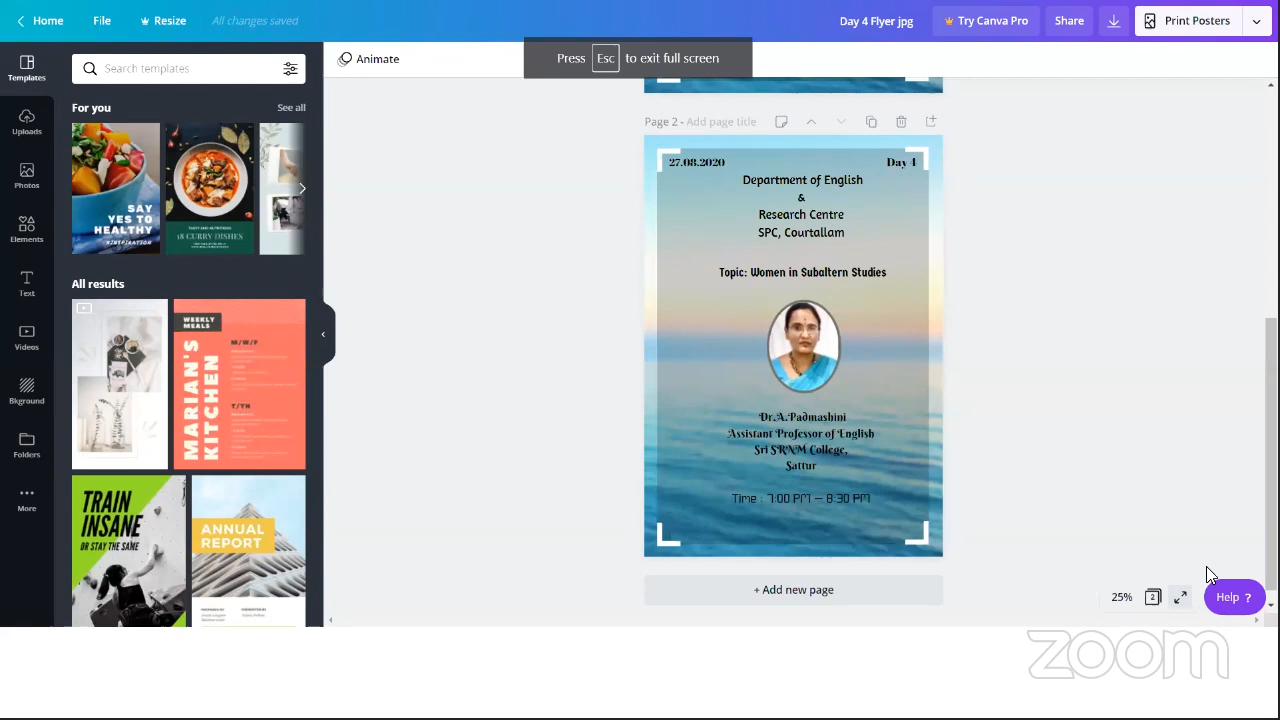 Home File Resize All changes saved Day 4 Flyer jpg Try Canva Pro Share Print Posters
Templates
Search templates
Animate
Press Esc to exit full screen
For you See all
Uploads
Photos
Elements
Text
Videos
Bkground
Folders
More
SAY
YES TO
HEALTHY
#INSPIRATION
18 CURRY DISHES
All results
WEEKLY
MEALS
MARIAN'S
KITCHEN
M/W/F
T/TH
TRAIN
INSANE
OR STAY THE SAME
ANNUAL
REPORT
Page 2 - Add page title
27.08.2020 Day 4
Department of English
&
Research Centre
SPC, Courtallam
Topic: Women in Subaltern Studies
Dr.A.Padmashini
Assistant Professor of English
Sri SRNM College,
Sattur
Time : 7:00 PM – 8:30 PM
+ Add new page
25% 2 Help ?
zoom